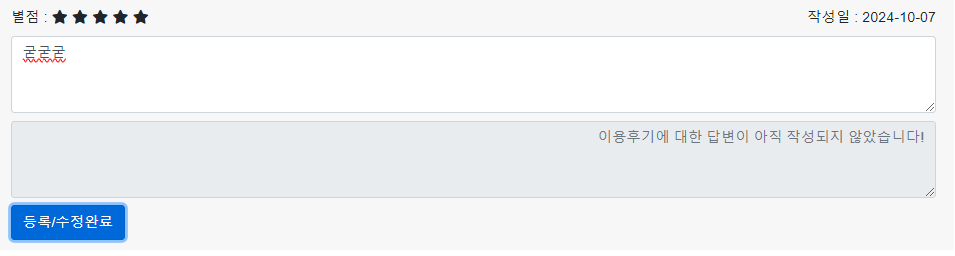 별점 : ★ ★ ★ ★ ★ 작성일 : 2024-10-07
굳굳굳
이용후기에 대한 답변이 아직 작성되지 않았습니다!
등록/수정완료